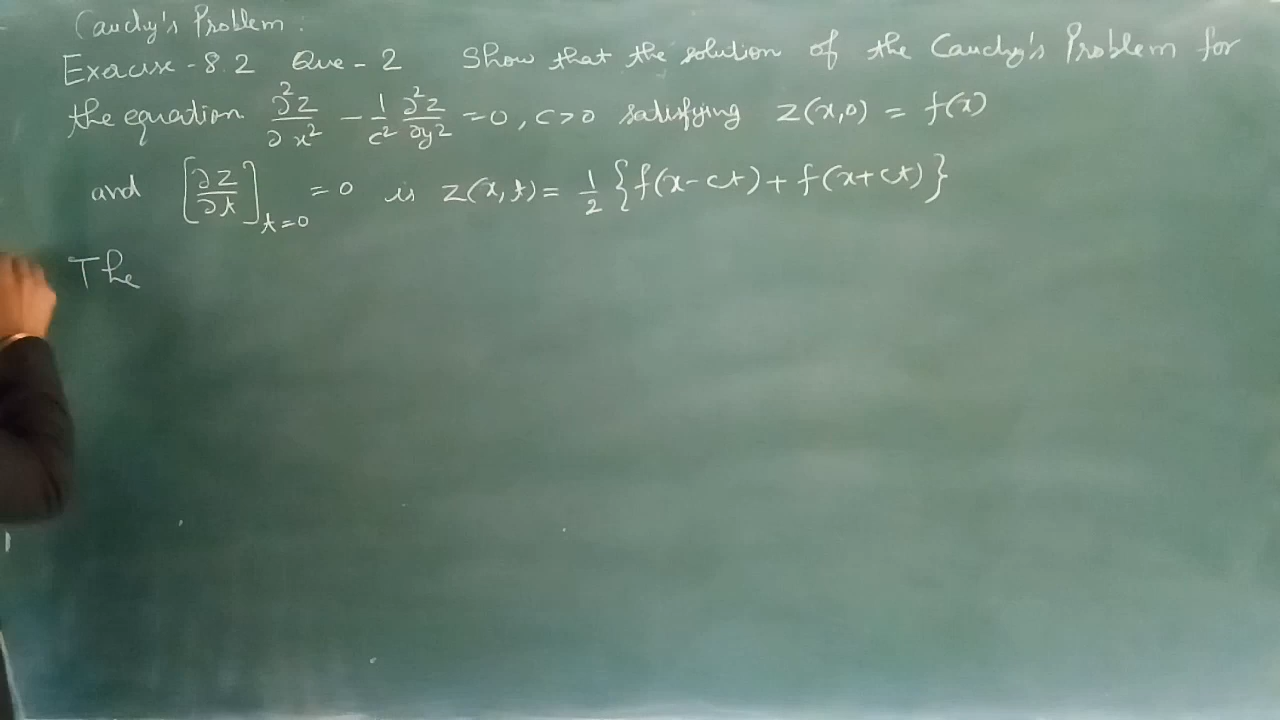 Cauchy's Problem :
Exercise - 8.2 Que - 2 Show that the solution of the Cauchy's Problem for
the equation ∂²z/∂x² - 1/c² ∂²z/∂y² = 0, c>0 satisfying z(x,0) = f(x)
and [∂z/∂t]t=0 = 0 is z(x,t) = 1/2 {f(x-ct) + f(x+ct)}
The